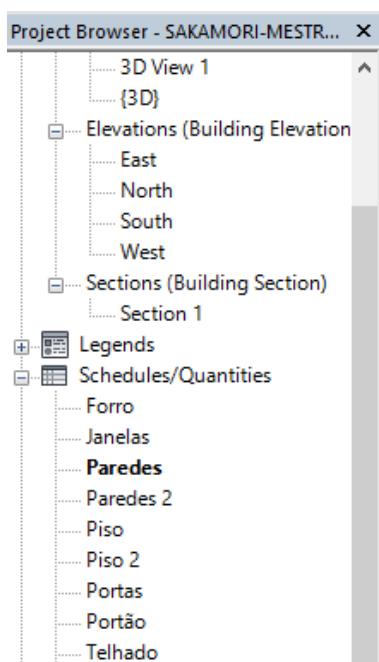 Project Browser - SAKAMORI-MESTR...
3D View 1
{3D}
Elevations (Building Elevation
East
North
South
West
Sections (Building Section)
Section 1
Legends
Schedules/Quantities
Forro
Janelas
Paredes
Paredes 2
Piso
Piso 2
Portas
Portão
Telhado